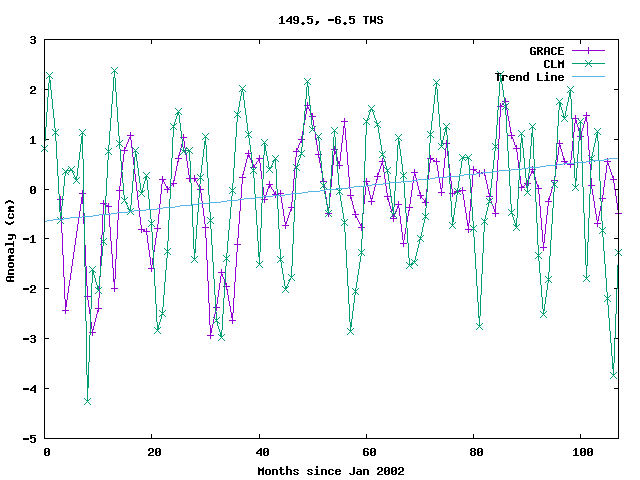 149.5, -6.5 TWS
GRACE
CLM
Trend Line
3
2
1
0
-1
-2
-3
-4
-5
Anomaly (cm)
0 20 40 60 80 100
Months since Jan 2002